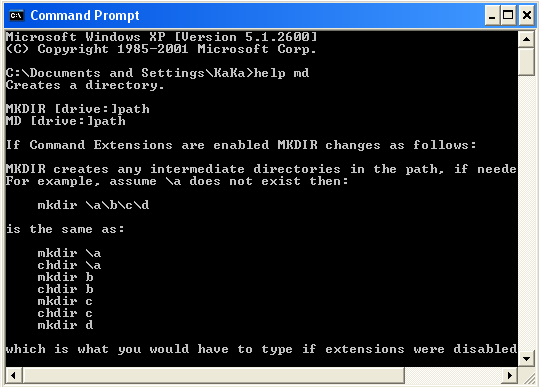 Command Prompt
Microsoft Windows XP [Version 5.1.2600]
(C) Copyright 1985-2001 Microsoft Corp.
C:\Documents and Settings\KaKa>help md
Creates a directory.
MKDIR [drive:]path
MD [drive:]path
If Command Extensions are enabled MKDIR changes as follows:
MKDIR creates any intermediate directories in the path, if neede
For example, assume \a does not exist then:
mkdir \a\b\c\d
is the same as:
mkdir \a
chdir \a
mkdir b
chdir b
mkdir c
chdir c
mkdir d
which is what you would have to type if extensions were disabled